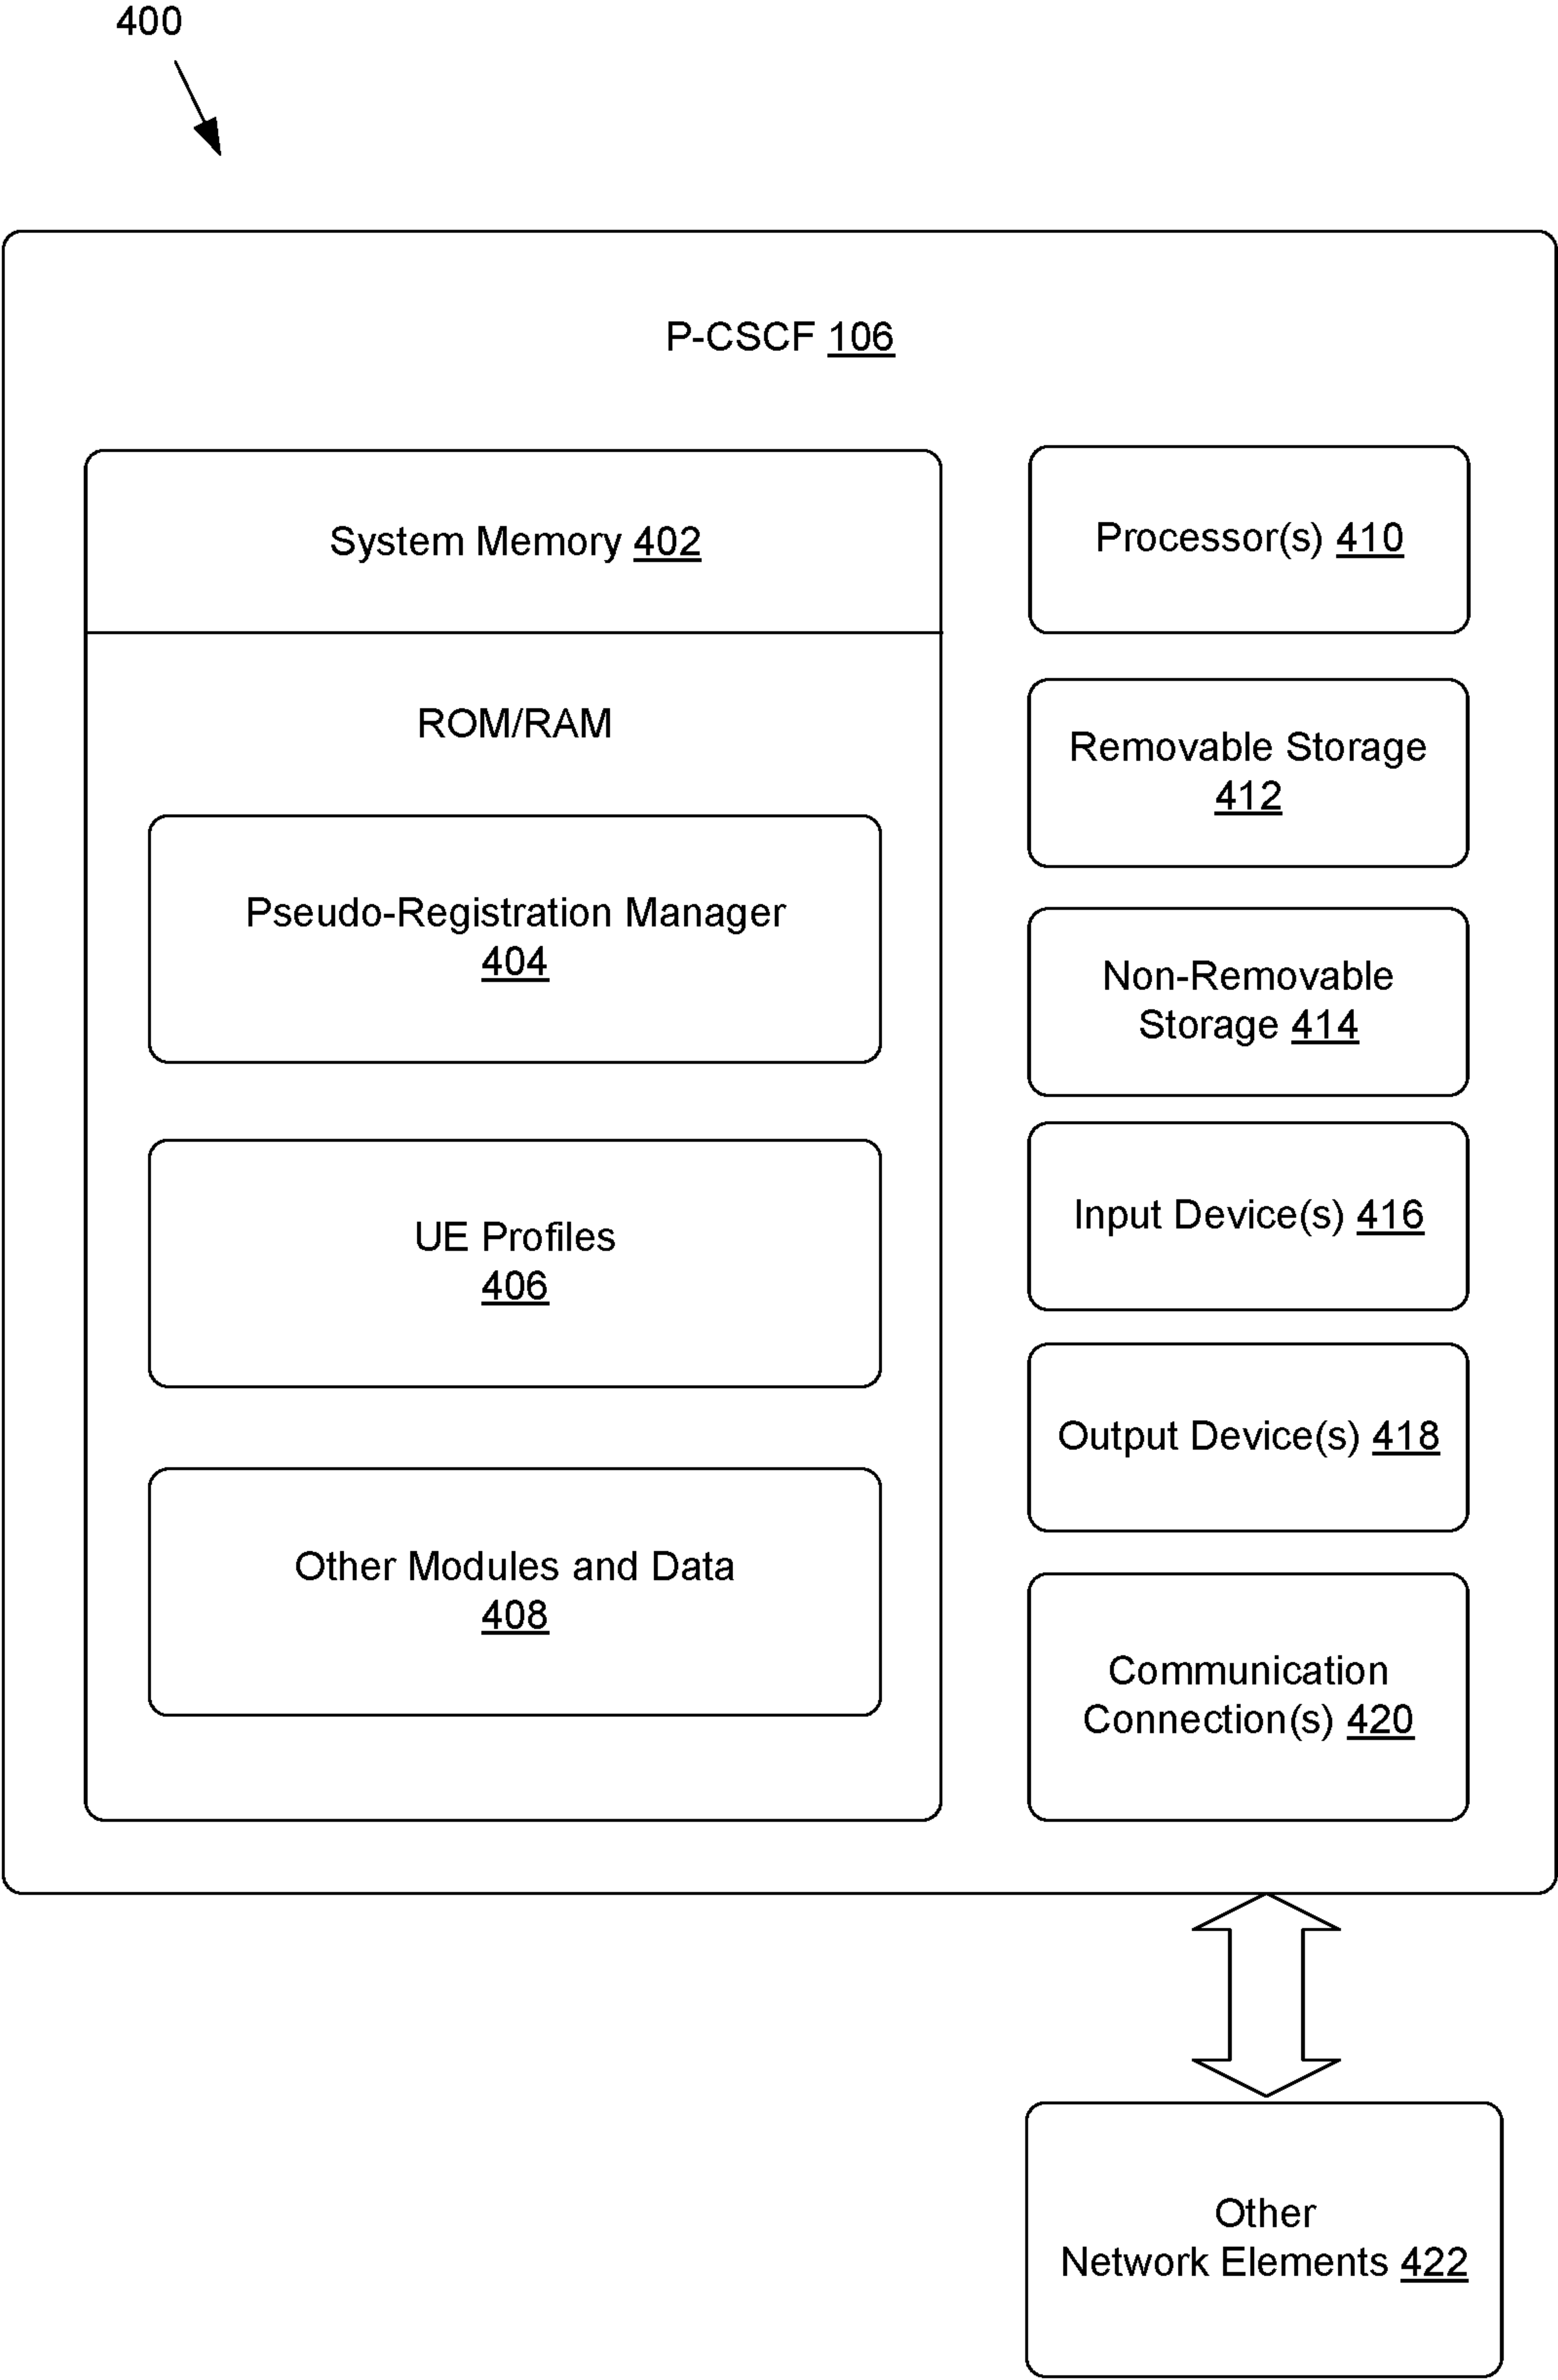 400
P-CSCF 106
System Memory 402
ROM/RAM
Pseudo-Registration Manager
404
UE Profiles
406
Other Modules and Data
408
Processor(s) 410
Removable Storage
412
Non-Removable
Storage 414
Input Device(s) 416
Output Device(s) 418
Communication
Connection(s) 420
Other
Network Elements 422